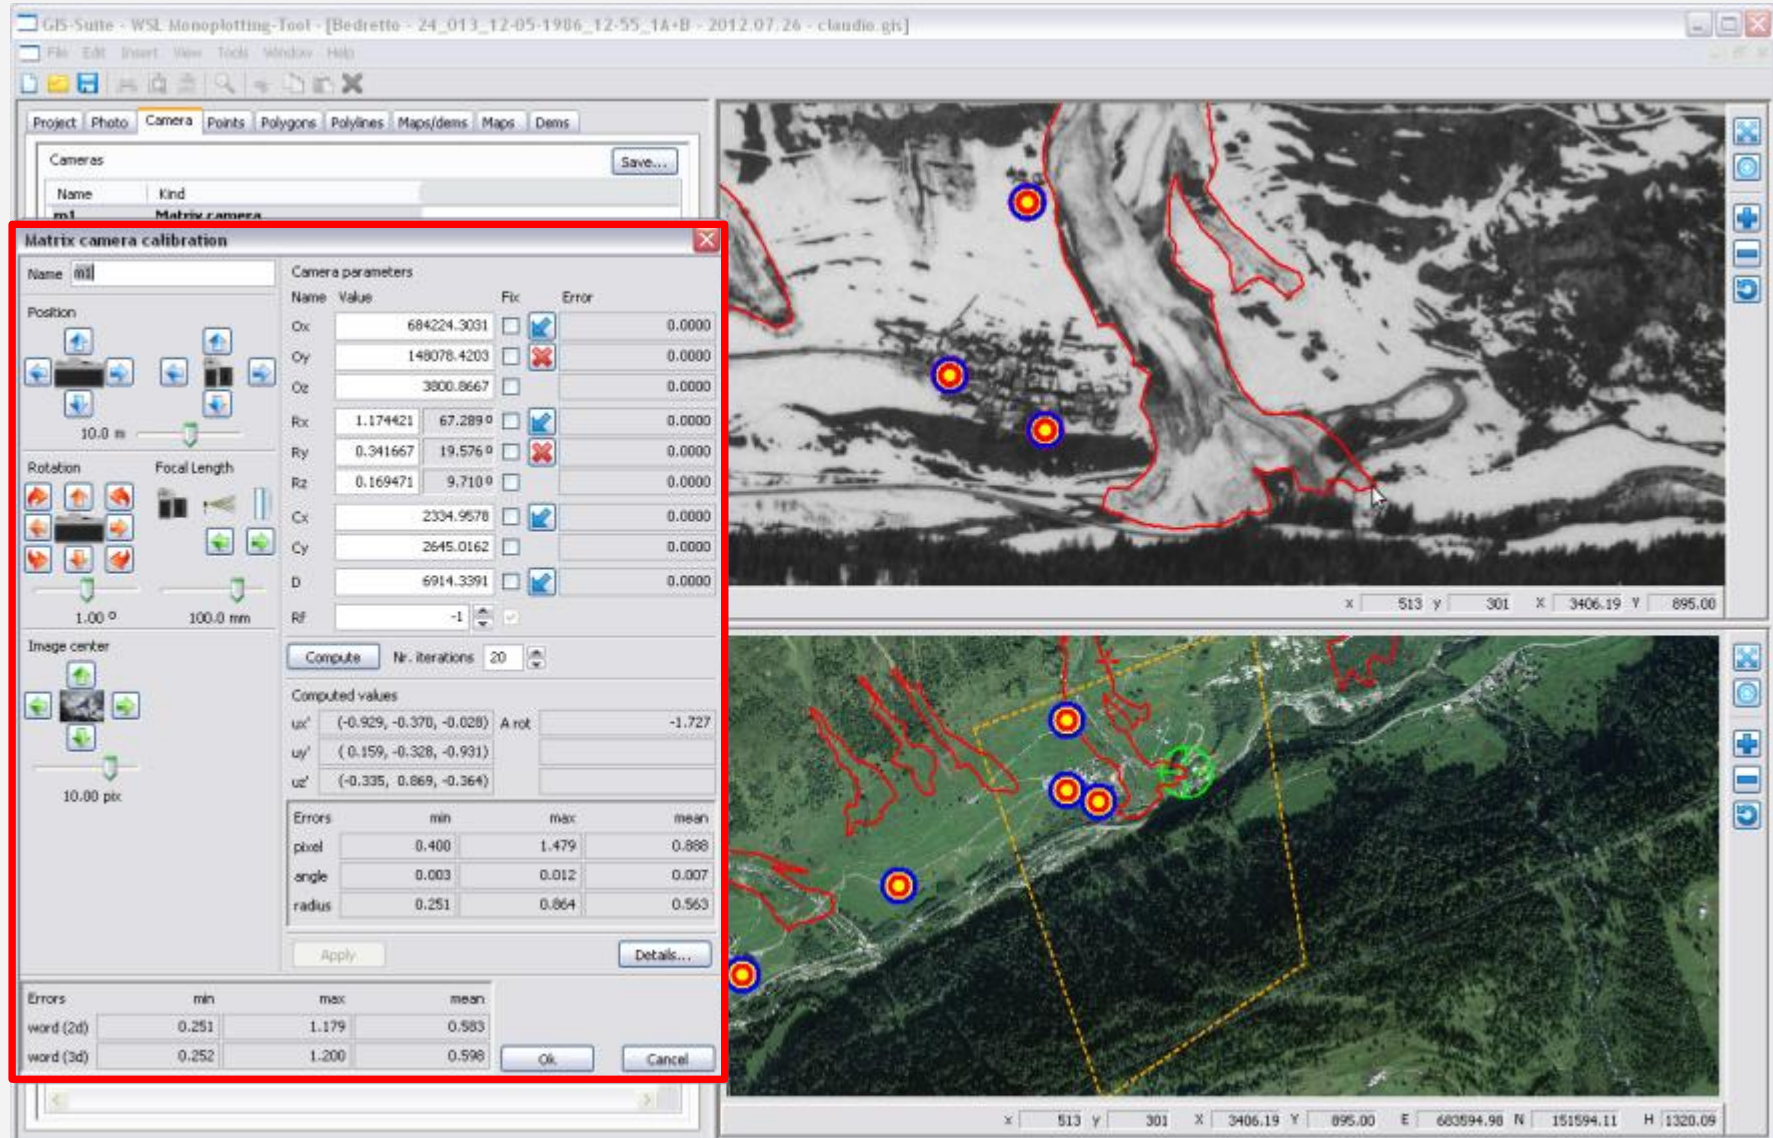 GIS-Suite - WSL Monoplotting-Tool - [Bedretto - 24_013_12-05-1986_12-55_1A+B - 2012.07.26 - claudio.gis]
File Edit Insert View Tools Window Help
Project Photo Camera Points Polygons Polylines Maps/dems Maps Dems
Cameras Save...
Name Kind
m1 Matrix camera
Matrix camera calibration
Name m1
Position
10.0 m
Rotation Focal Length
1.00 º 100.0 mm
Image center
10.00 pix
Camera parameters
Name Value Fix Error
Ox 684224.3031 0.0000
Oy 148078.4203 0.0000
Oz 3800.8667 0.0000
Rx 1.174421 67.289 º 0.0000
Ry 0.341667 19.576 º 0.0000
Rz 0.169471 9.710 º 0.0000
Cx 2334.9578 0.0000
Cy 2645.0162 0.0000
D 6914.3391 0.0000
Rf -1
Compute Nr. iterations 20
Computed values
ux' (-0.929, -0.370, -0.028) A rot -1.727
uy' ( 0.159, -0.328, -0.931)
uz' (-0.335, 0.869, -0.364)
Errors min max mean
pixel 0.400 1.479 0.888
angle 0.003 0.012 0.007
radius 0.251 0.864 0.563
Apply Details...
Errors min max mean
word (2d) 0.251 1.179 0.583
word (3d) 0.252 1.200 0.598
Ok Cancel
x 513 y 301 X 3406.19 Y 895.00
x 513 y 301 X 3406.19 Y 895.00 E 683594.98 N 151594.11 H 1320.09